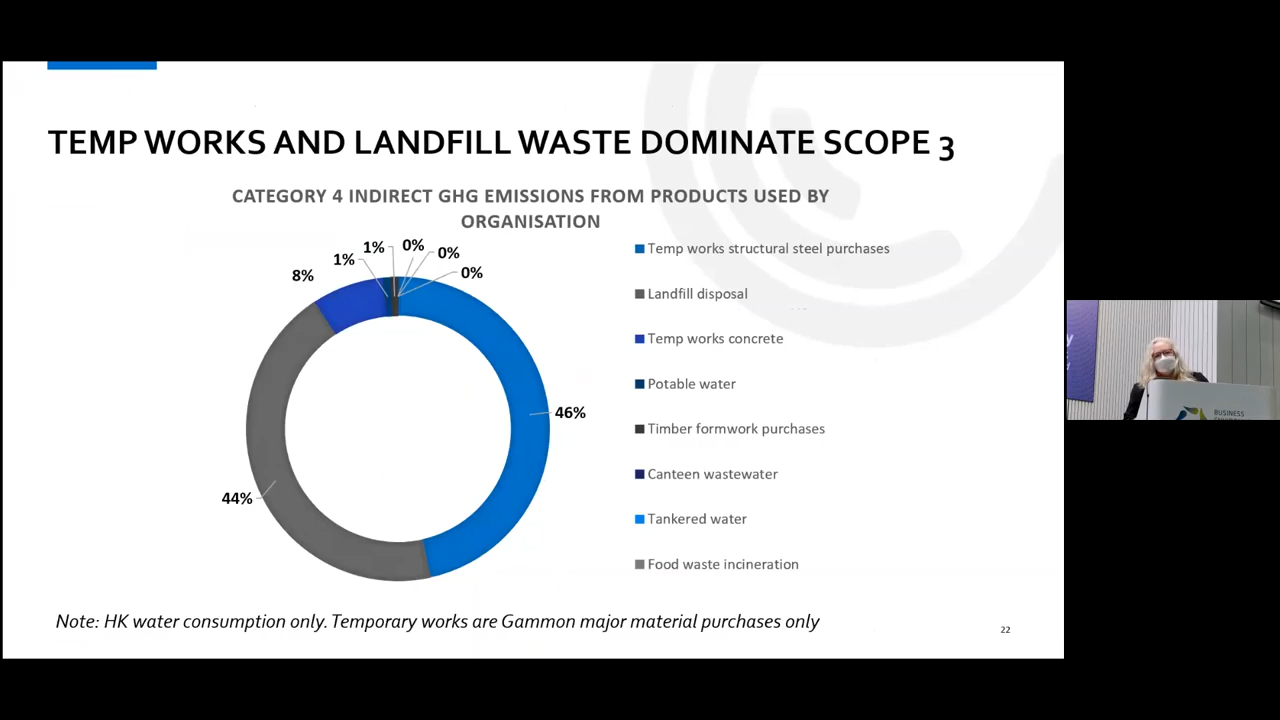 TEMP WORKS AND LANDFILL WASTE DOMINATE SCOPE 3
CATEGORY 4 INDIRECT GHG EMISSIONS FROM PRODUCTS USED BY
ORGANISATION
8%
1%
1%
0%
0%
0%
46%
44%
Temp works structural steel purchases
Landfill disposal
Temp works concrete
Potable water
Timber formwork purchases
Canteen wastewater
Tankered water
Food waste incineration
Note: HK water consumption only. Temporary works are Gammon major material purchases only
22
BUSINESS